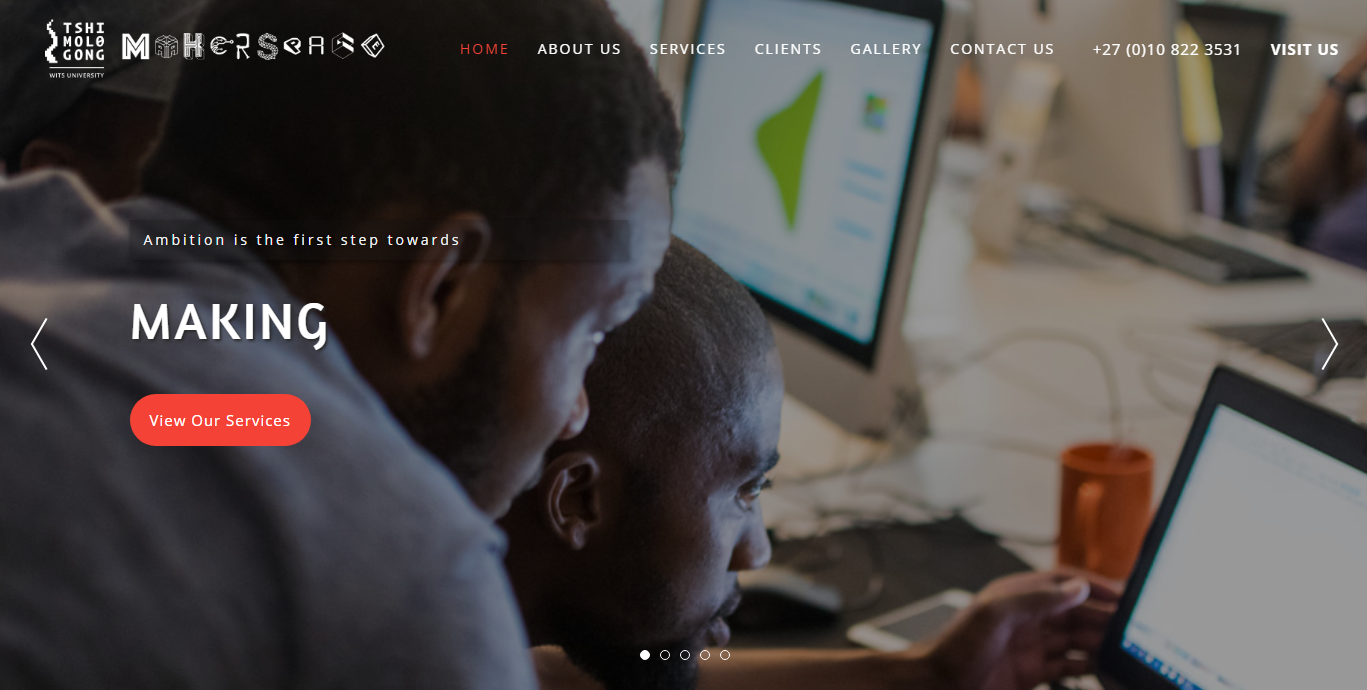 TSHI
MOLO
GONG
WITS UNIVERSITY
MAKERSPACE
HOME ABOUT US SERVICES CLIENTS GALLERY CONTACT US +27 (0)10 822 3531 VISIT US
Ambition is the first step towards
MAKING
View Our Services